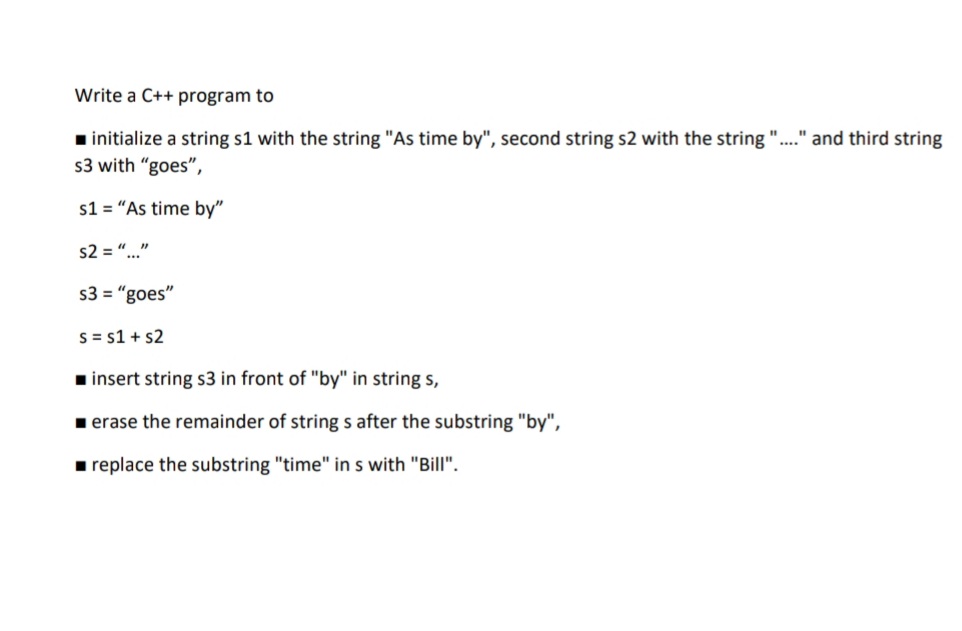 Write a C++ program to
■ initialize a string s1 with the string "As time by", second string s2 with the string "...." and third string
s3 with “goes”,
s1 = “As time by”
s2 = “...”
s3 = “goes”
s = s1 + s2
■ insert string s3 in front of "by" in string s,
■ erase the remainder of string s after the substring "by",
■ replace the substring "time" in s with "Bill".